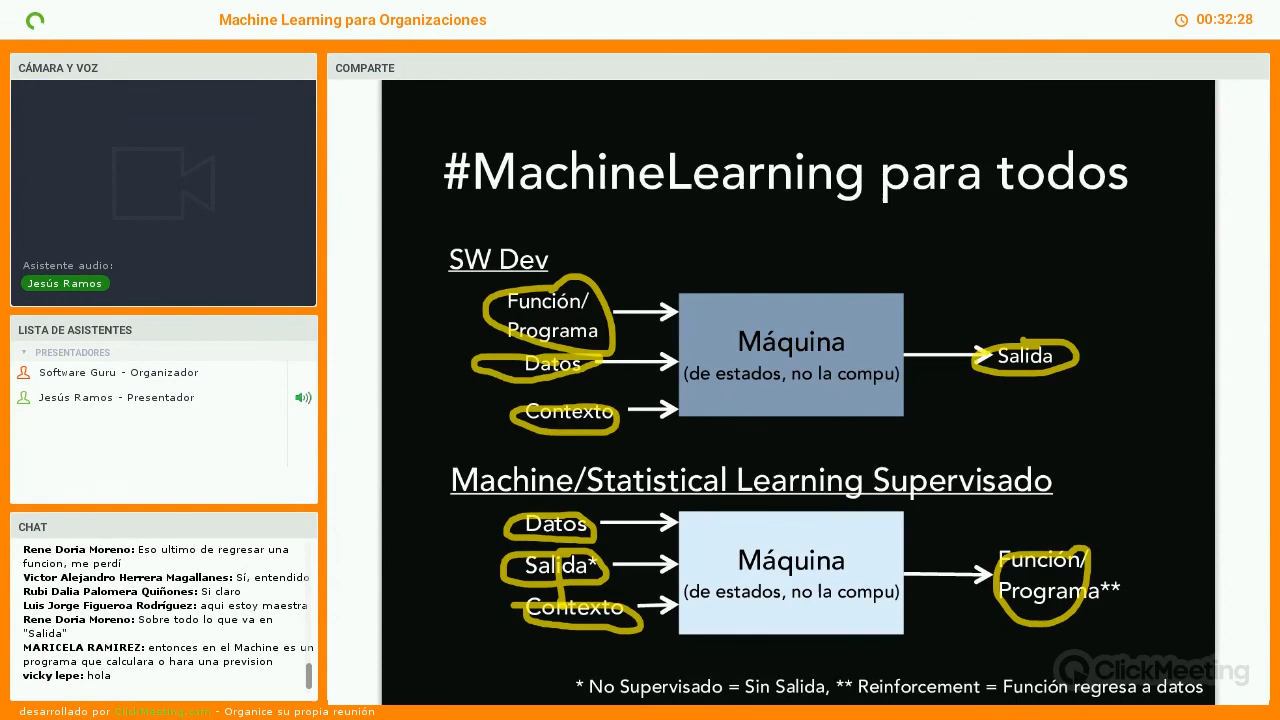 Machine Learning para Organizaciones
00:32:28
CÁMARA Y VOZ
Asistente audio:
Jesús Ramos
LISTA DE ASISTENTES
PRESENTADORES
Software Guru - Organizador
Jesús Ramos - Presentador
CHAT
Rene Doria Moreno: Eso ultimo de regresar una
funcion, me perdí
Victor Alejandro Herrera Magallanes: Sí, entendido
Rubi Dalia Palomera Quiñones: Si claro
Luis Jorge Figueroa Rodríguez: aqui estoy maestra
Rene Doria Moreno: Sobre todo lo que va en
"Salida"
MARICELA RAMIREZ: entonces en el Machine es un
programa que calculara o hara una prevision
vicky lepe: hola
desarrollado por ClickMeeting.com - Organice su propia reunión
COMPARTE
#MachineLearning para todos
SW Dev
Función/
Programa
Datos
Contexto
Máquina
(de estados, no la compu)
Salida
Machine/Statistical Learning Supervisado
Datos
Salida*
Contexto
Máquina
(de estados, no la compu)
Función/
Programa**
ClickMeeting
* No Supervisado = Sin Salida, ** Reinforcement = Función regresa a datos